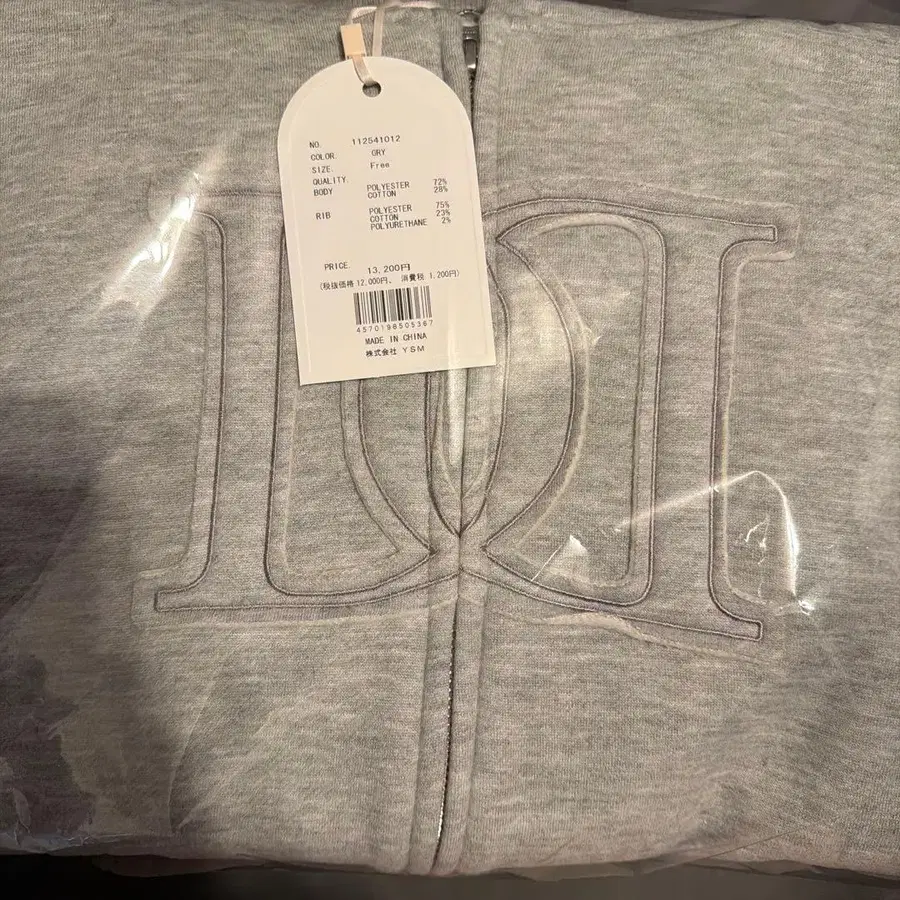 NO. 112541012
COLOR. GRY
SIZE. Free
QUALITY.
BODY POLYESTER 72%
COTTON 28%
RIB POLYESTER 75%
COTTON 23%
POLYURETHANE 2%
PRICE. 13,200円
(税抜価格 12,000円、 消費税 1,200円)
4570198505367
MADE IN CHINA
株式会社 YSM